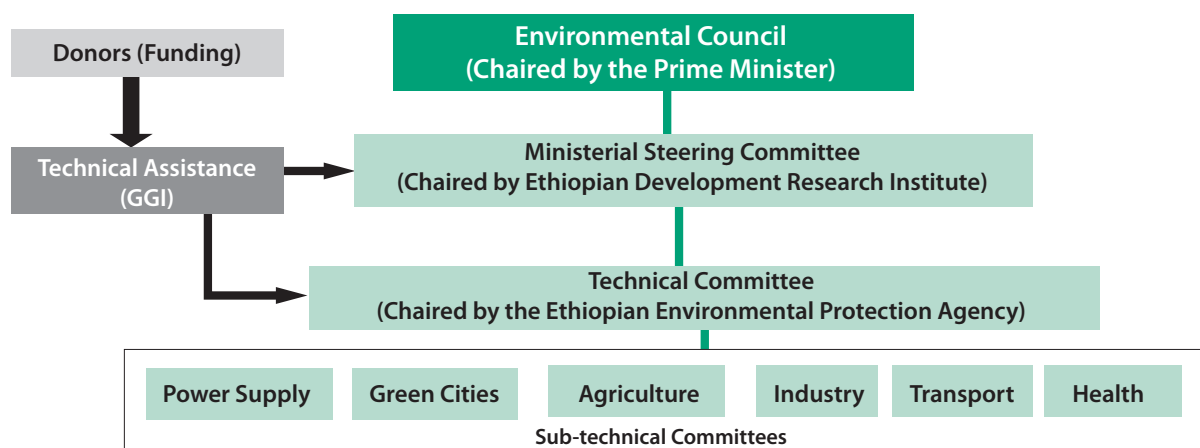 Donors (Funding)
Environmental Council
(Chaired by the Prime Minister)
Technical Assistance
(GGI)
Ministerial Steering Committee
(Chaired by Ethiopian Development Research Institute)
Technical Committee
(Chaired by the Ethiopian Environmental Protection Agency)
Power Supply
Green Cities
Agriculture
Industry
Transport
Health
Sub-technical Committees